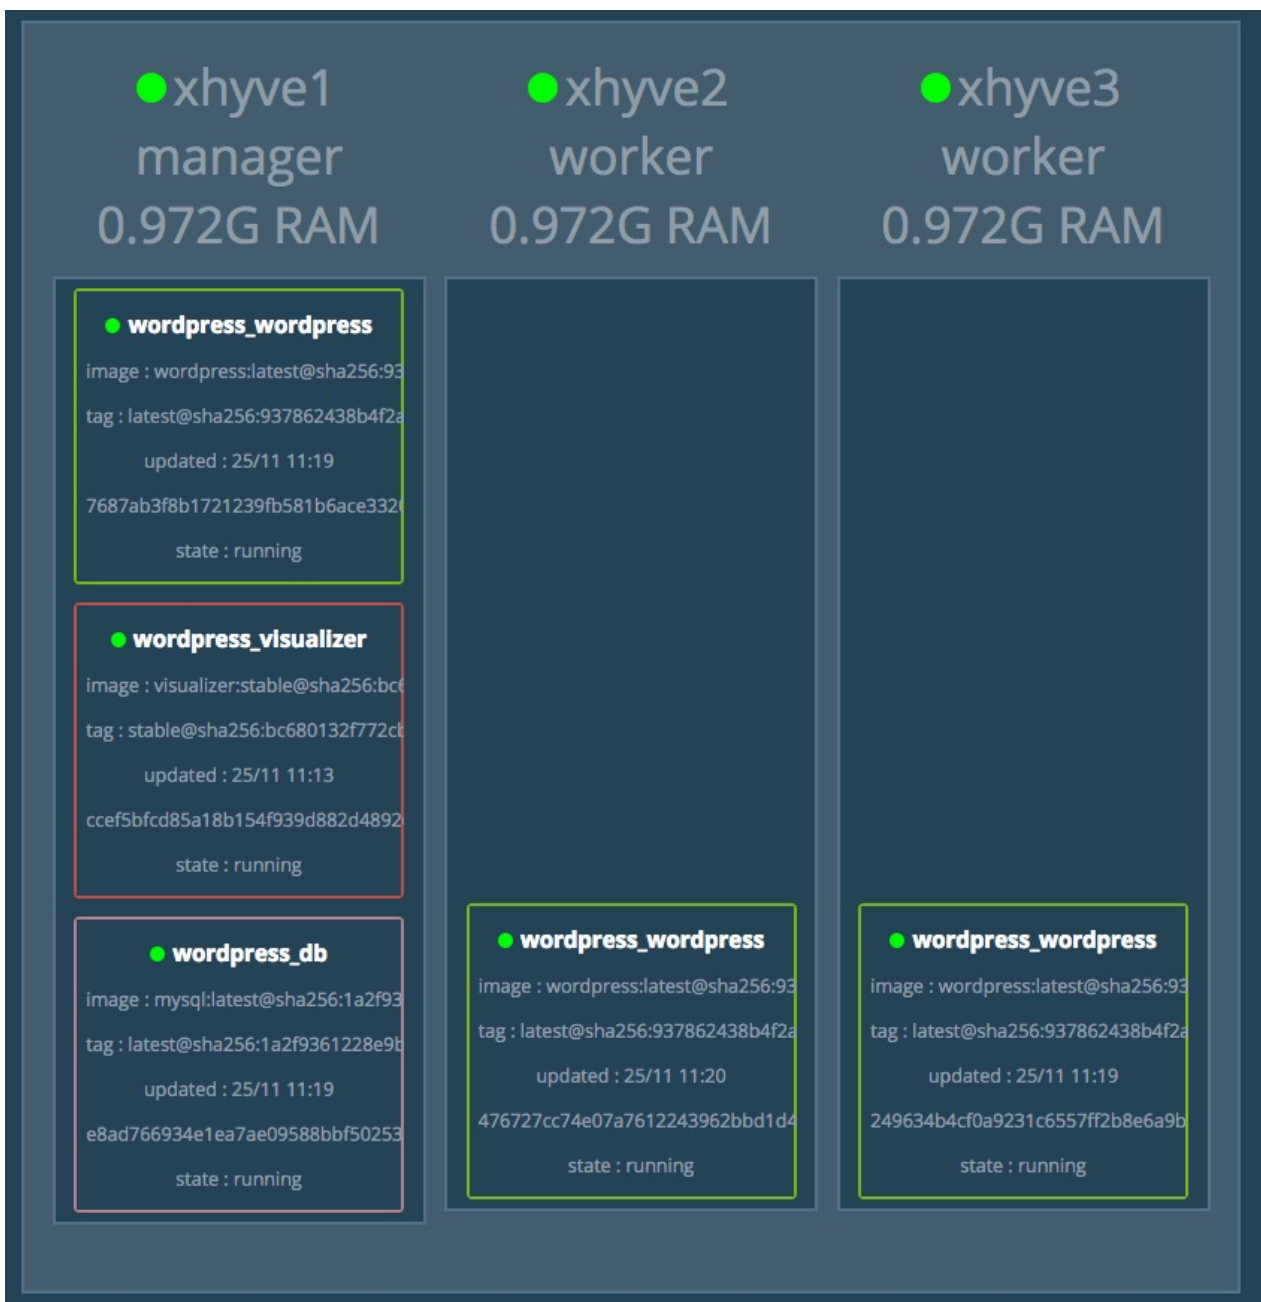 xhyve1
manager
0.972G RAM
wordpress_wordpress
image : wordpress:latest@sha256:93
tag : latest@sha256:937862438b4f2a
updated : 25/11 11:19
7687ab3f8b1721239fb581b6ace3320
state : running
wordpress_visualizer
image : visualizer:stable@sha256:bc6
tag : stable@sha256:bc680132f772cb
updated : 25/11 11:13
ccef5bfcd85a18b154f939d882d4892
state : running
wordpress_db
image : mysql:latest@sha256:1a2f93
tag : latest@sha256:1a2f9361228e9b
updated : 25/11 11:19
e8ad766934e1ea7ae09588bbf50253
state : running
xhyve2
worker
0.972G RAM
wordpress_wordpress
image : wordpress:latest@sha256:93
tag : latest@sha256:937862438b4f2a
updated : 25/11 11:20
476727cc74e07a7612243962bbd1d4
state : running
xhyve3
worker
0.972G RAM
wordpress_wordpress
image : wordpress:latest@sha256:93
tag : latest@sha256:937862438b4f2a
updated : 25/11 11:19
249634b4cf0a9231c6557ff2b8e6a9b
state : running